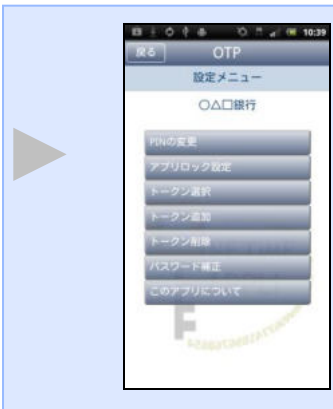 10:39
戻る
OTP
設定メニュー
○△□銀行
PINの変更
アプリロック設定
トークン選択
トークン追加
トークン削除
パスワード補正
このアプリについて